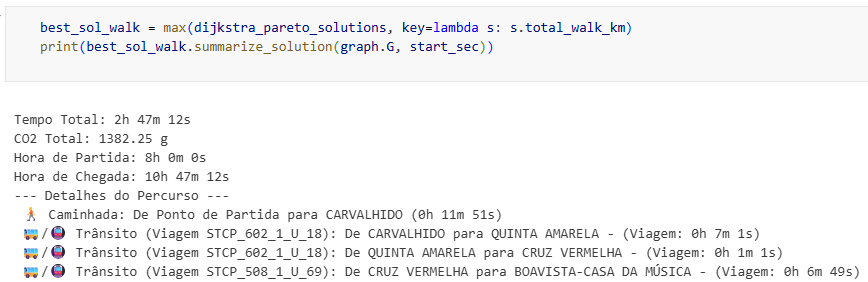 best_sol_walk = max(dijkstra_pareto_solutions, key=lambda s: s.total_walk_km)
print(best_sol_walk.summarize_solution(graph.G, start_sec))
Tempo Total: 2h 47m 12s
CO2 Total: 1382.25 g
Hora de Partida: 8h 0m 0s
Hora de Chegada: 10h 47m 12s
--- Detalhes do Percurso ---
🚶 Caminhada: De Ponto de Partida para CARVALHIDO (0h 11m 51s)
🚌/🚇 Trânsito (Viagem STCP_602_1_U_18): De CARVALHIDO para QUINTA AMARELA - (Viagem: 0h 7m 1s)
🚌/🚇 Trânsito (Viagem STCP_602_1_U_18): De QUINTA AMARELA para CRUZ VERMELHA - (Viagem: 0h 1m 1s)
🚌/🚇 Trânsito (Viagem STCP_508_1_U_69): De CRUZ VERMELHA para BOAVISTA-CASA DA MÚSICA - (Viagem: 0h 6m 49s)